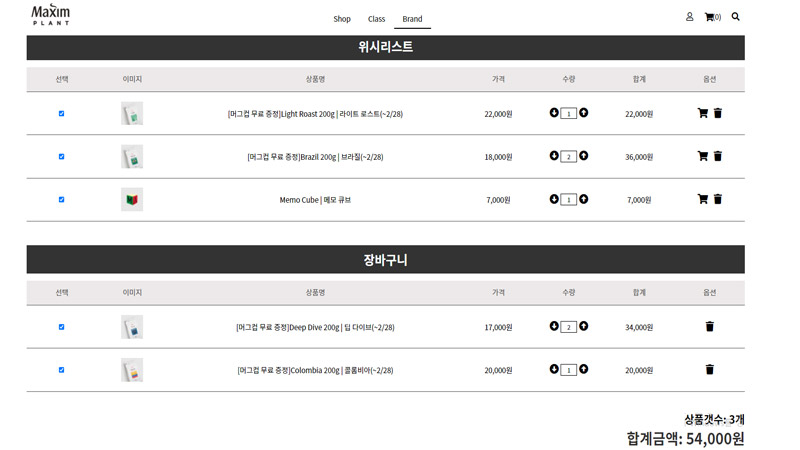 Maxim
PLANT
Shop Class Brand
(0)
위시리스트
선택 이미지 상품명 가격 수량 합계 옵션
[머그컵 무료 증정]Light Roast 200g | 라이트 로스트(~2/28) 22,000원 1 22,000원
[머그컵 무료 증정]Brazil 200g | 브라질(~2/28) 18,000원 2 36,000원
Memo Cube | 메모 큐브 7,000원 1 7,000원
장바구니
선택 이미지 상품명 가격 수량 합계 옵션
[머그컵 무료 증정]Deep Dive 200g | 딥 다이브(~2/28) 17,000원 2 34,000원
[머그컵 무료 증정]Colombia 200g | 콜롬비아(~2/28) 20,000원 1 20,000원
상품갯수: 3개
합계금액: 54,000원